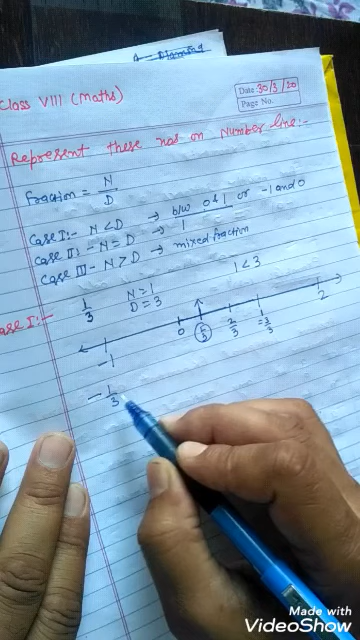 Class VIII (Maths)
Date: 30/3/20
Page No.
Represent these nos on Number line:-
fraction = N/D
Case I:- N<D → b/w 0 & 1 or -1 and 0
Case II:- N=D → 1
Case III- N>D → mixed fraction
Case I:- 1/3 N=1 D=3 1<3
-1 0 1/3 2/3 1=3/3 2
- 1/3
Made With
VideoShow